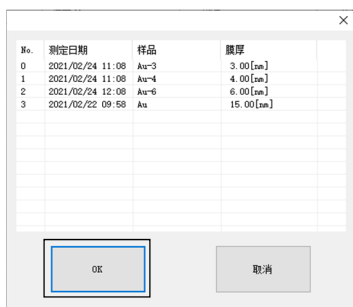 No. 测定日期 样品 膜厚
0 2021/02/24 11:08 Au-3 3.00[nm]
1 2021/02/24 11:08 Au-4 4.00[nm]
2 2021/02/24 12:08 Au-6 6.00[nm]
3 2021/02/22 09:58 Au 15.00[nm]
OK 取消